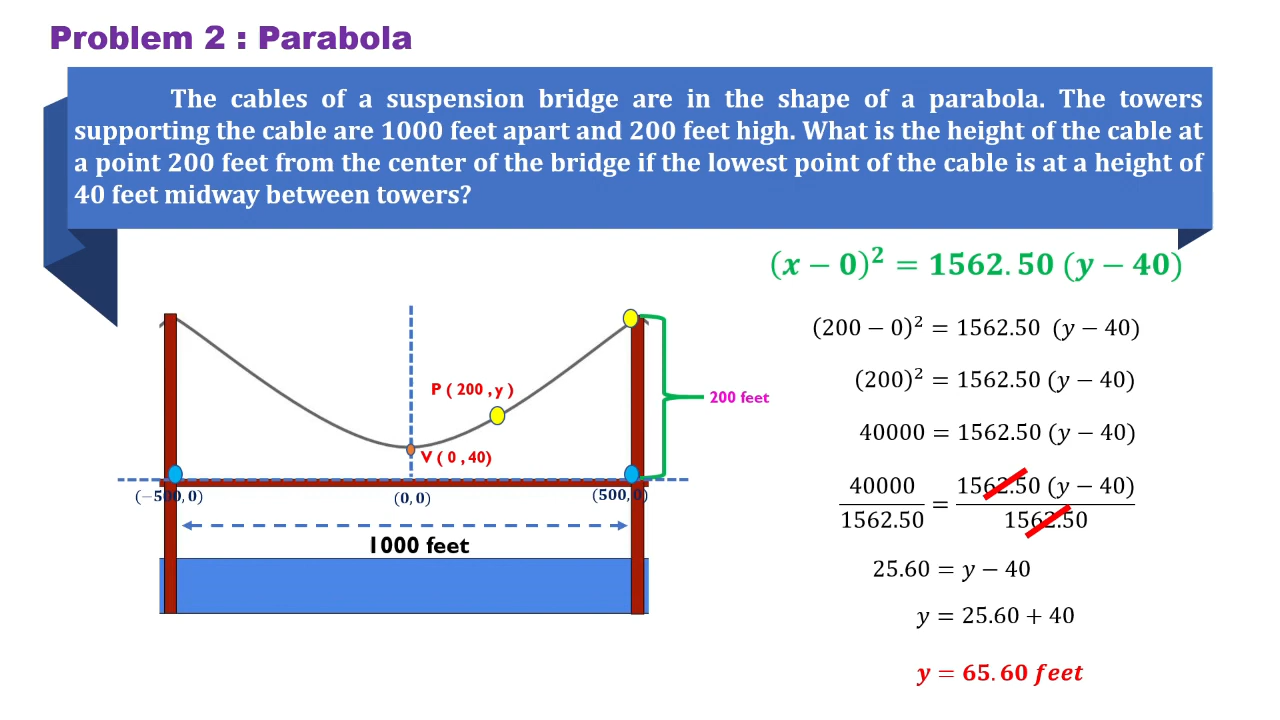 Problem 2 : Parabola
The cables of a suspension bridge are in the shape of a parabola. The towers
supporting the cable are 1000 feet apart and 200 feet high. What is the height of the cable at
a point 200 feet from the center of the bridge if the lowest point of the cable is at a height of
40 feet midway between towers?
(x − 0)² = 1562.50 (y − 40)
(200 − 0)² = 1562.50 (y − 40)
(200)² = 1562.50 (y − 40)
40000 = 1562.50 (y − 40)
40000/1562.50 = 1562.50 (y − 40)/1562.50
25.60 = y − 40
y = 25.60 + 40
y = 65.60 feet
P ( 200 , y )
200 feet
V ( 0 , 40)
(−500, 0)
(0, 0)
(500, 0)
1000 feet